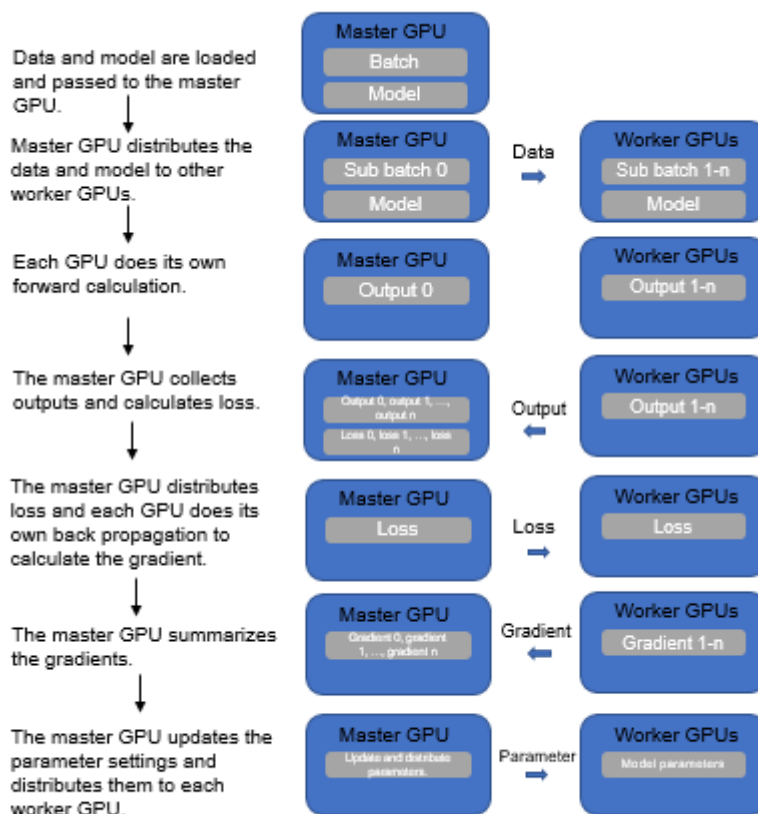 Data and model are loaded
and passed to the master
GPU.
Master GPU
Batch
Model
Master GPU distributes the
data and model to other
worker GPUs.
Master GPU
Sub batch 0
Model
Data
Worker GPUs
Sub batch 1-n
Model
Each GPU does its own
forward calculation.
Master GPU
Output 0
Worker GPUs
Output 1-n
The master GPU collects
outputs and calculates loss.
Master GPU
Output 0, output 1, ...,
output n
Loss 0, loss 1, ..., loss
n
Output
Worker GPUs
Output 1-n
The master GPU distributes
loss and each GPU does its
own back propagation to
calculate the gradient.
Master GPU
Loss
Loss
Worker GPUs
Loss
The master GPU summarizes
the gradients.
Master GPU
Gradient 0, gradient
1, ..., gradient n
Gradient
Worker GPUs
Gradient 1-n
The master GPU updates the
parameter settings and
distributes them to each
worker GPU.
Master GPU
Update and distribute
parameters.
Parameter
Worker GPUs
Model parameters